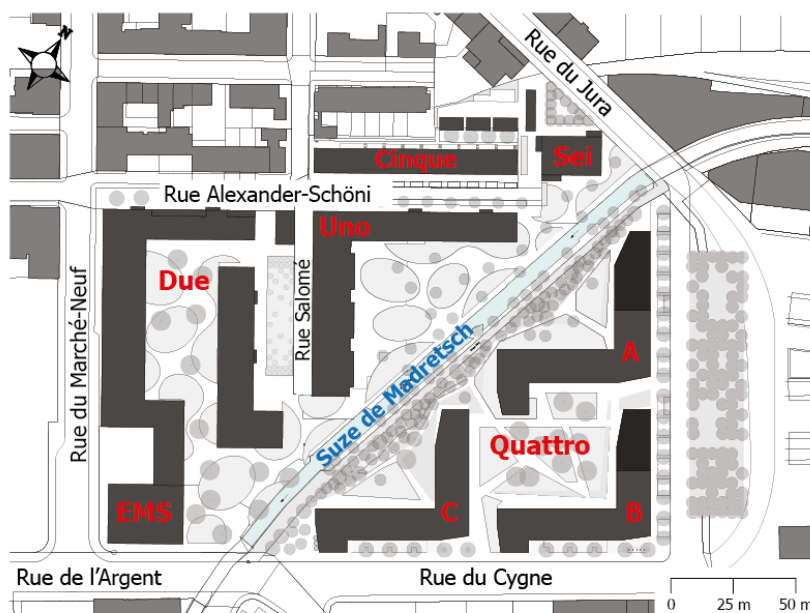 N
Rue du Jura
Cinque
Sei
Rue Alexander-Schöni
Uno
Due
Rue du Marché-Neuf
Rue Salomé
Suze de Madretsch
A
Quattro
EMS
C
B
Rue de l'Argent
Rue du Cygne
0 25 m 50 m